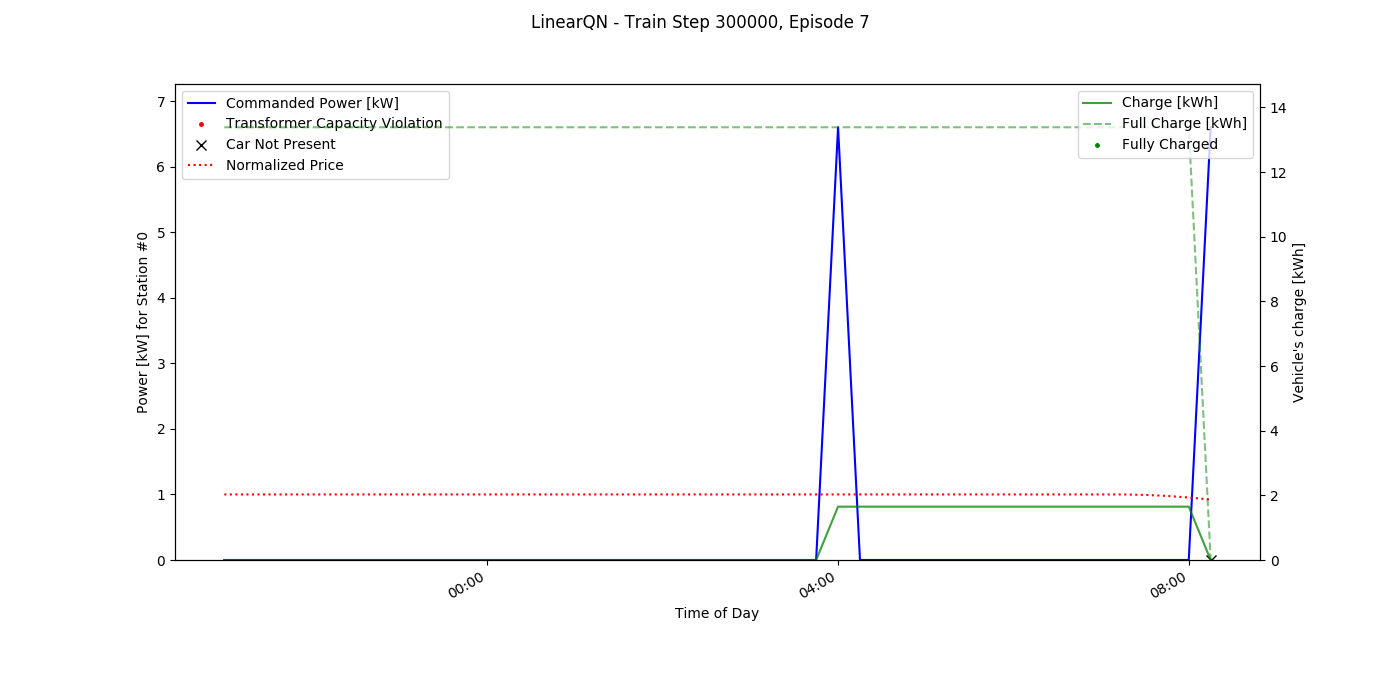 LinearQN - Train Step 300000, Episode 7
Commanded Power [kW]
Transformer Capacity Violation
Car Not Present
Normalized Price
Charge [kWh]
Full Charge [kWh]
Fully Charged
7
6
5
4
3
2
1
0
Power [kW] for Station #0
14
12
10
8
6
4
2
0
Vehicle's charge [kWh]
00:00
04:00
08:00
Time of Day